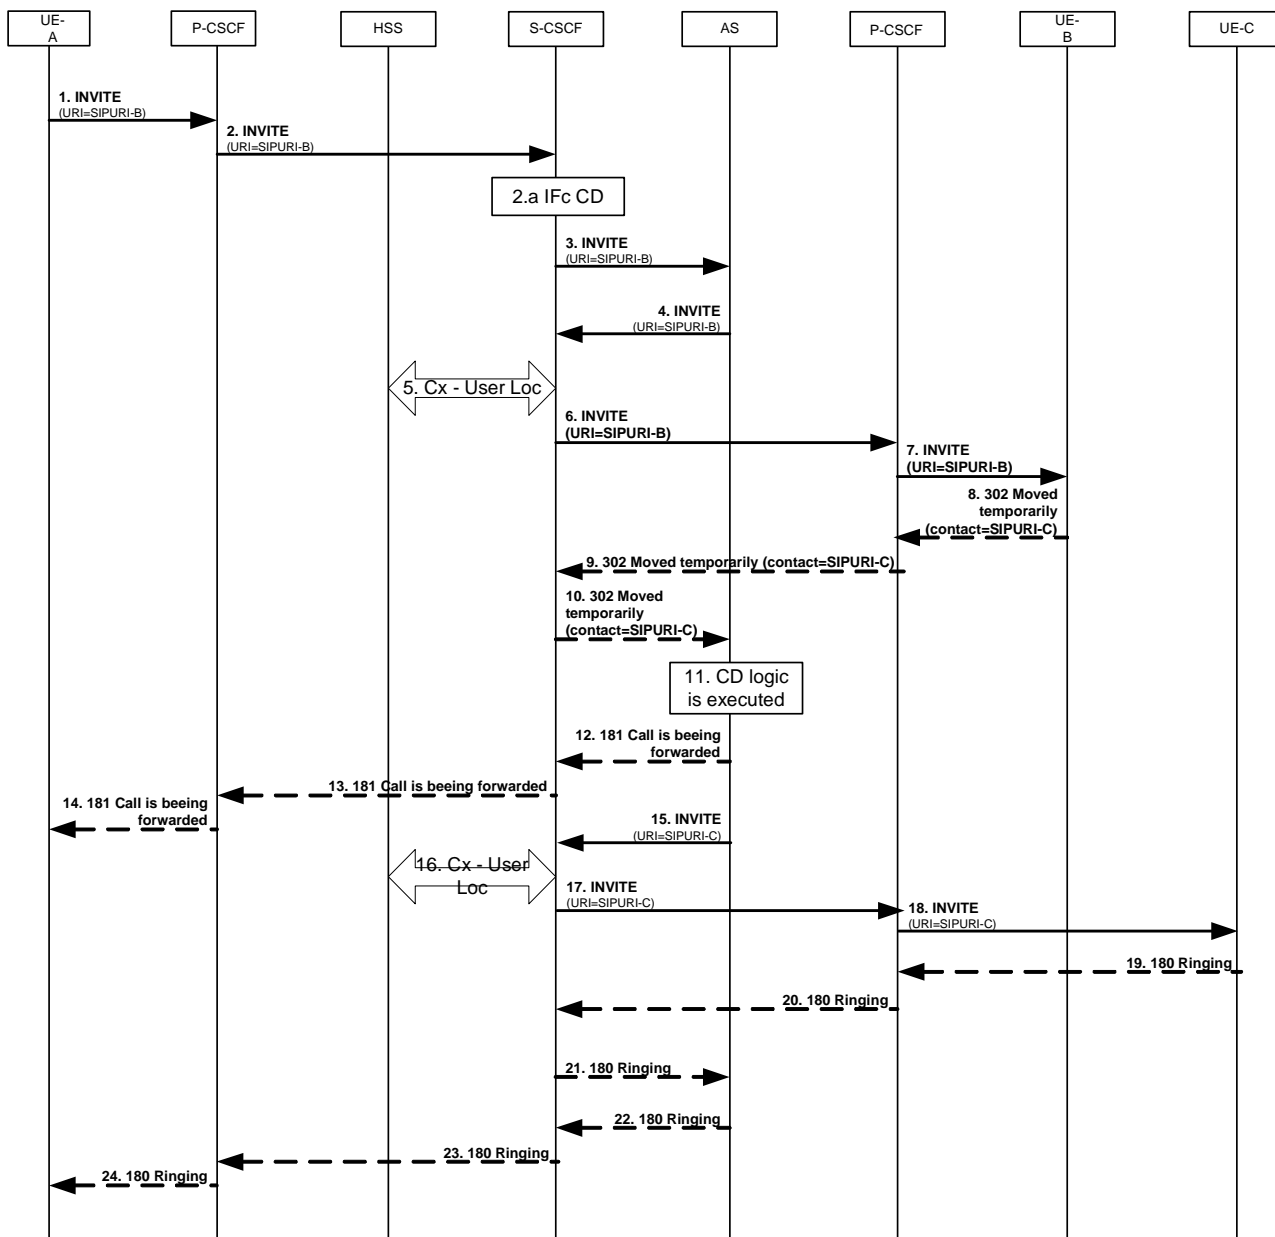 UE-
A
P-CSCF
HSS
S-CSCF
AS
P-CSCF
UE-
B
UE-C
1. INVITE
(URI=SIPURI-B)
2. INVITE
(URI=SIPURI-B)
2.a IFc CD
3. INVITE
(URI=SIPURI-B)
4. INVITE
(URI=SIPURI-B)
5. Cx - User Loc
6. INVITE
(URI=SIPURI-B)
7. INVITE
(URI=SIPURI-B)
8. 302 Moved
temporarily
(contact=SIPURI-C)
9. 302 Moved temporarily (contact=SIPURI-C)
10. 302 Moved
temporarily
(contact=SIPURI-C)
11. CD logic
is executed
12. 181 Call is beeing
forwarded
13. 181 Call is beeing forwarded
14. 181 Call is beeing
forwarded
15. INVITE
(URI=SIPURI-C)
16. Cx - User
Loc
17. INVITE
(URI=SIPURI-C)
18. INVITE
(URI=SIPURI-C)
19. 180 Ringing
20. 180 Ringing
21. 180 Ringing
22. 180 Ringing
23. 180 Ringing
24. 180 Ringing